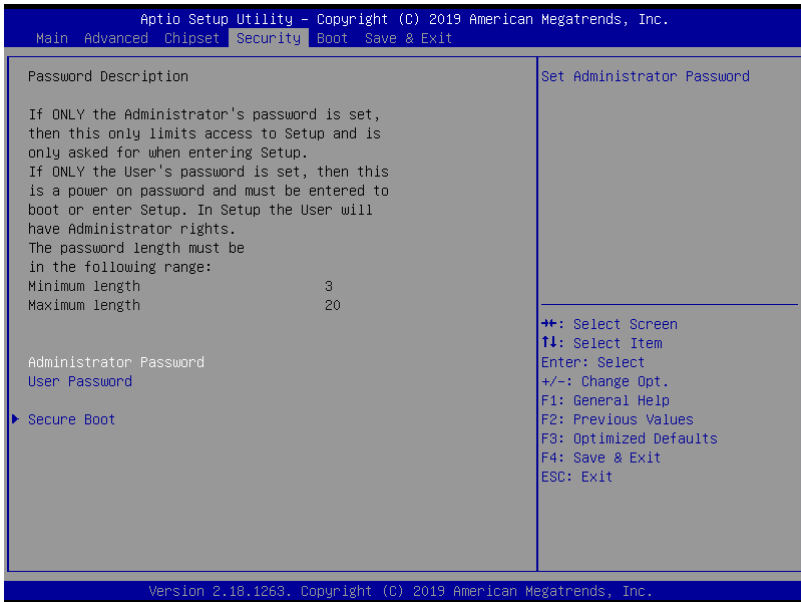 Aptio Setup Utility – Copyright (C) 2019 American Megatrends, Inc.
Main Advanced Chipset Security Boot Save & Exit
Password Description
If ONLY the Administrator's password is set,
then this only limits access to Setup and is
only asked for when entering Setup.
If ONLY the User's password is set, then this
is a power on password and must be entered to
boot or enter Setup. In Setup the User will
have Administrator rights.
The password length must be
in the following range:
Minimum length 3
Maximum length 20
Administrator Password
User Password
Secure Boot
Set Administrator Password
→←: Select Screen
↑↓: Select Item
Enter: Select
+/-: Change Opt.
F1: General Help
F2: Previous Values
F3: Optimized Defaults
F4: Save & Exit
ESC: Exit
Version 2.18.1263. Copyright (C) 2019 American Megatrends, Inc.